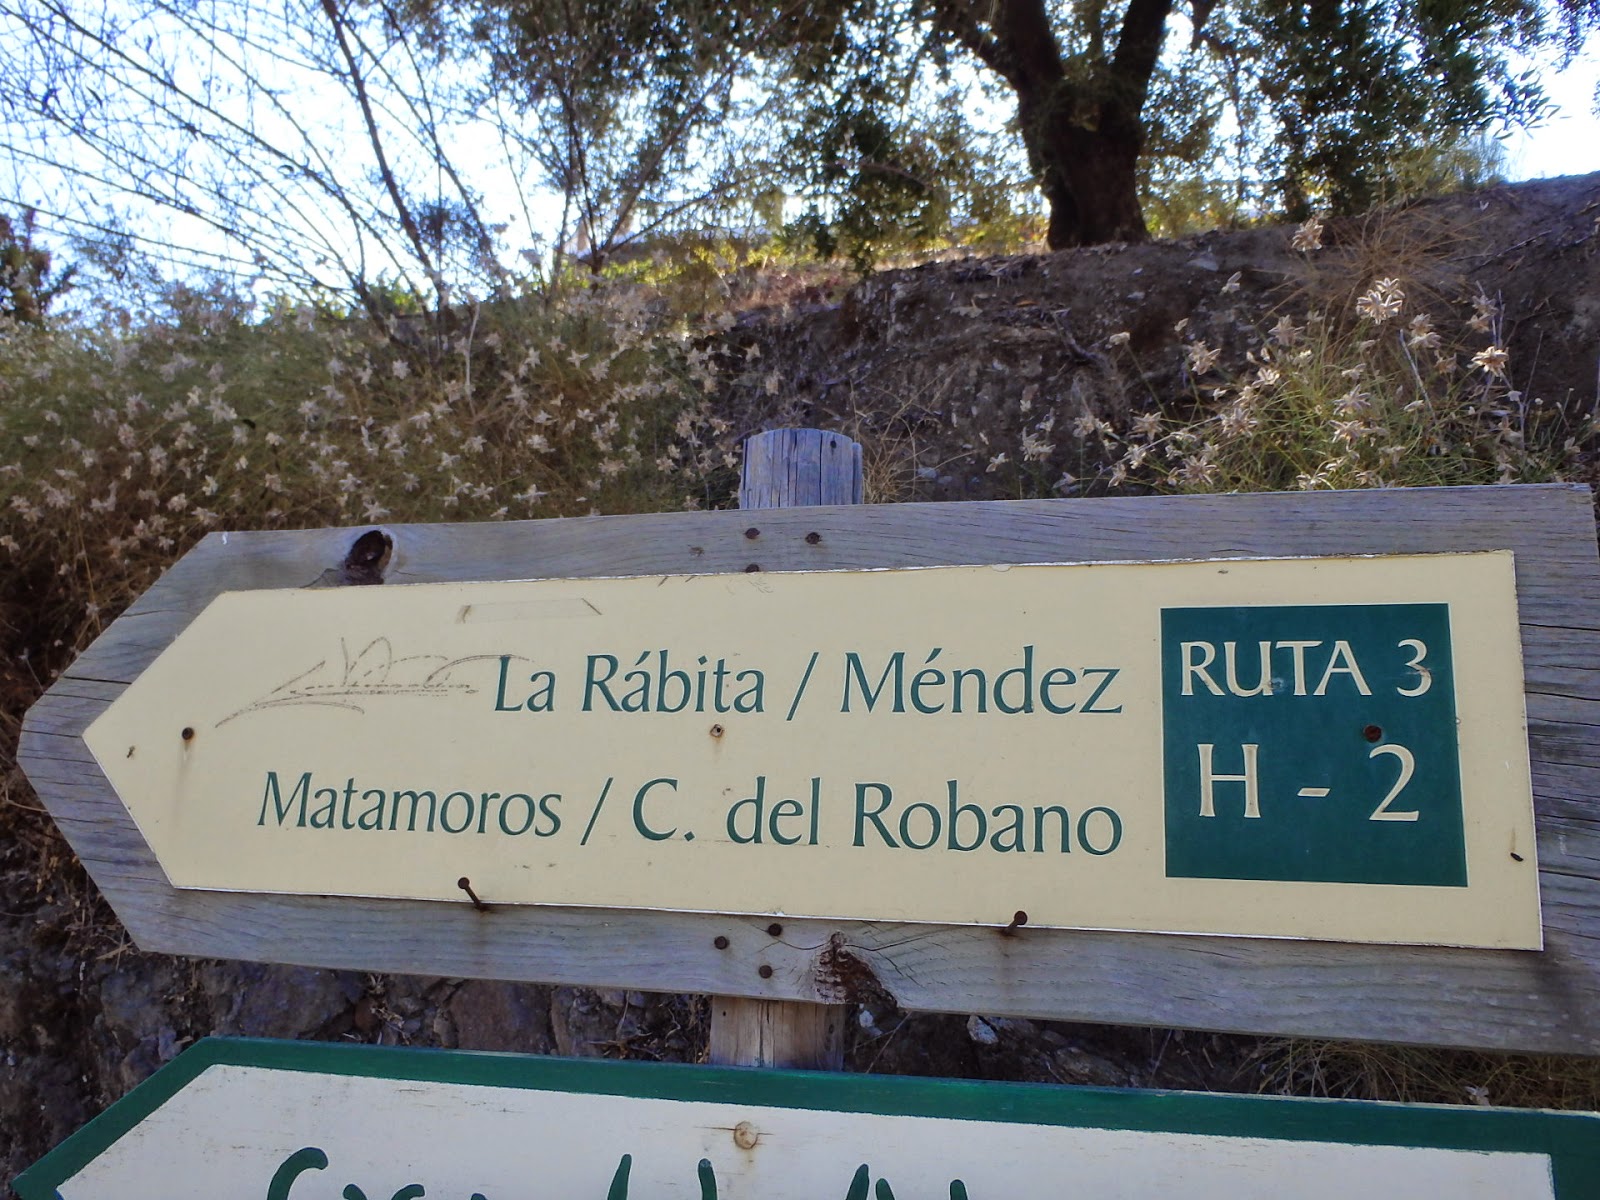 La Rábita / Méndez
Matamoros / C. del Robano
RUTA 3
H - 2